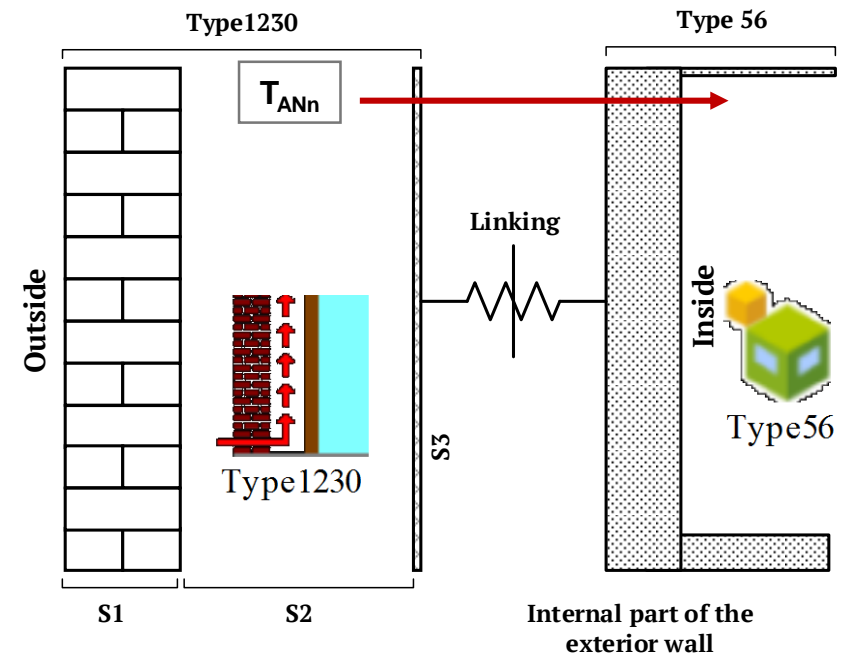 Type1230
Type 56
TANn
Linking
Outside
Inside
Type56
Type1230
S3
S1
S2
Internal part of the
exterior wall